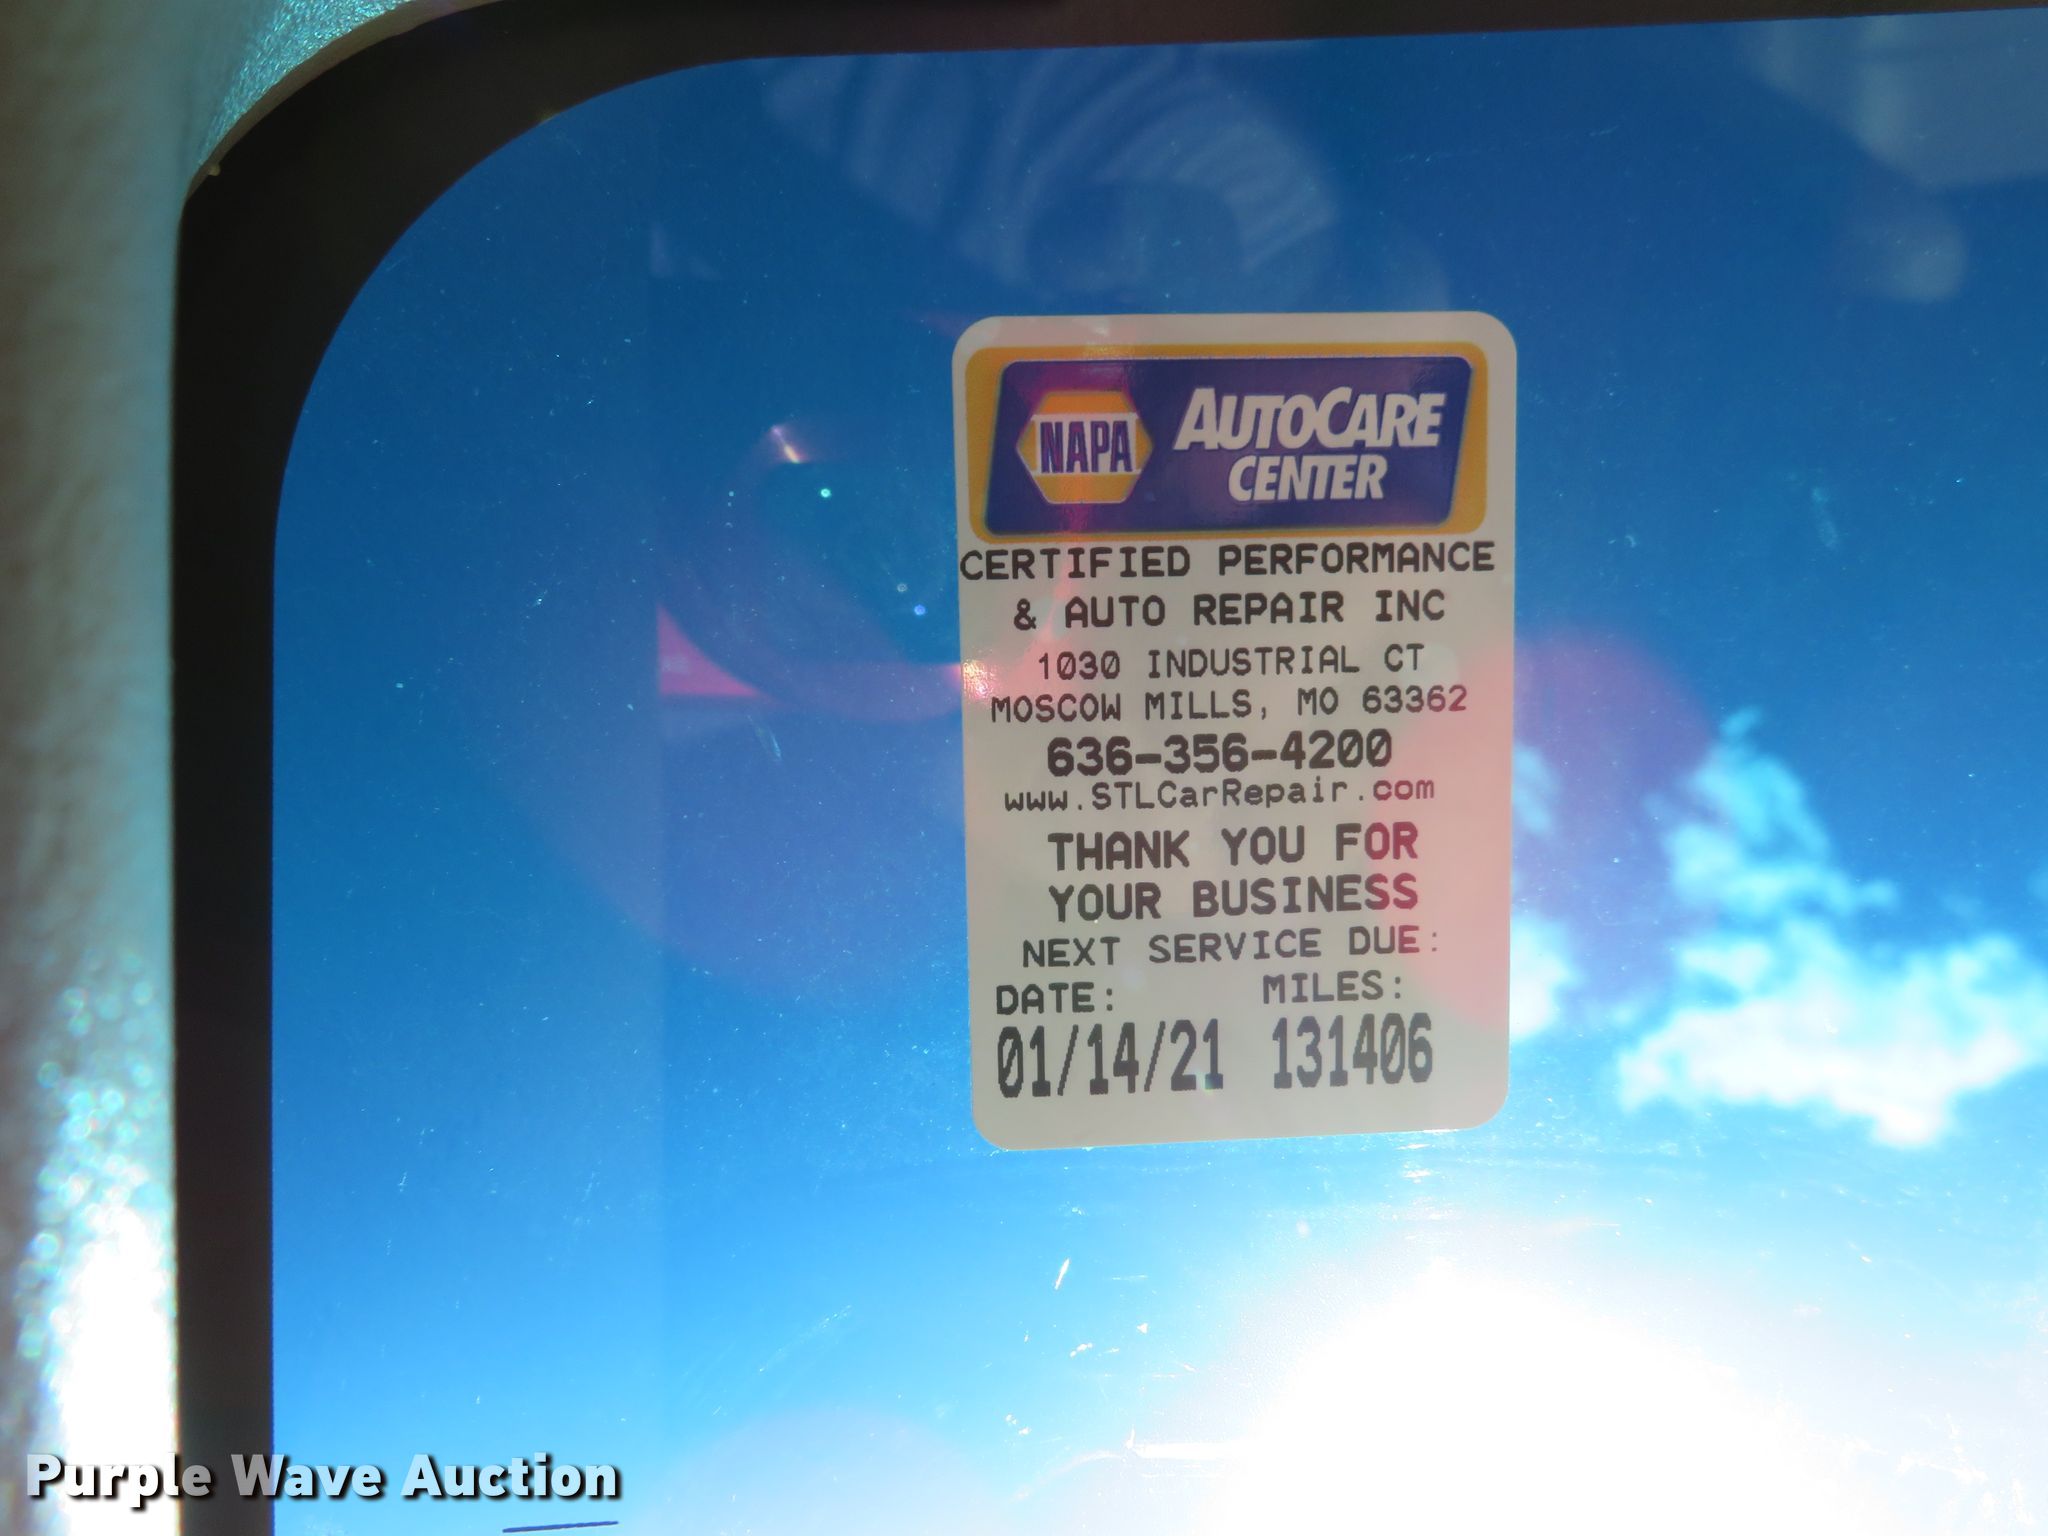 NAPA
AUTOCARE
CENTER
CERTIFIED PERFORMANCE
& AUTO REPAIR INC
1030 INDUSTRIAL CT
MOSCOW MILLS, MO 63362
636-356-4200
www.STLCarRepair.com
THANK YOU FOR
YOUR BUSINESS
NEXT SERVICE DUE:
DATE: MILES:
01/14/21 131406
Purple Wave Auction